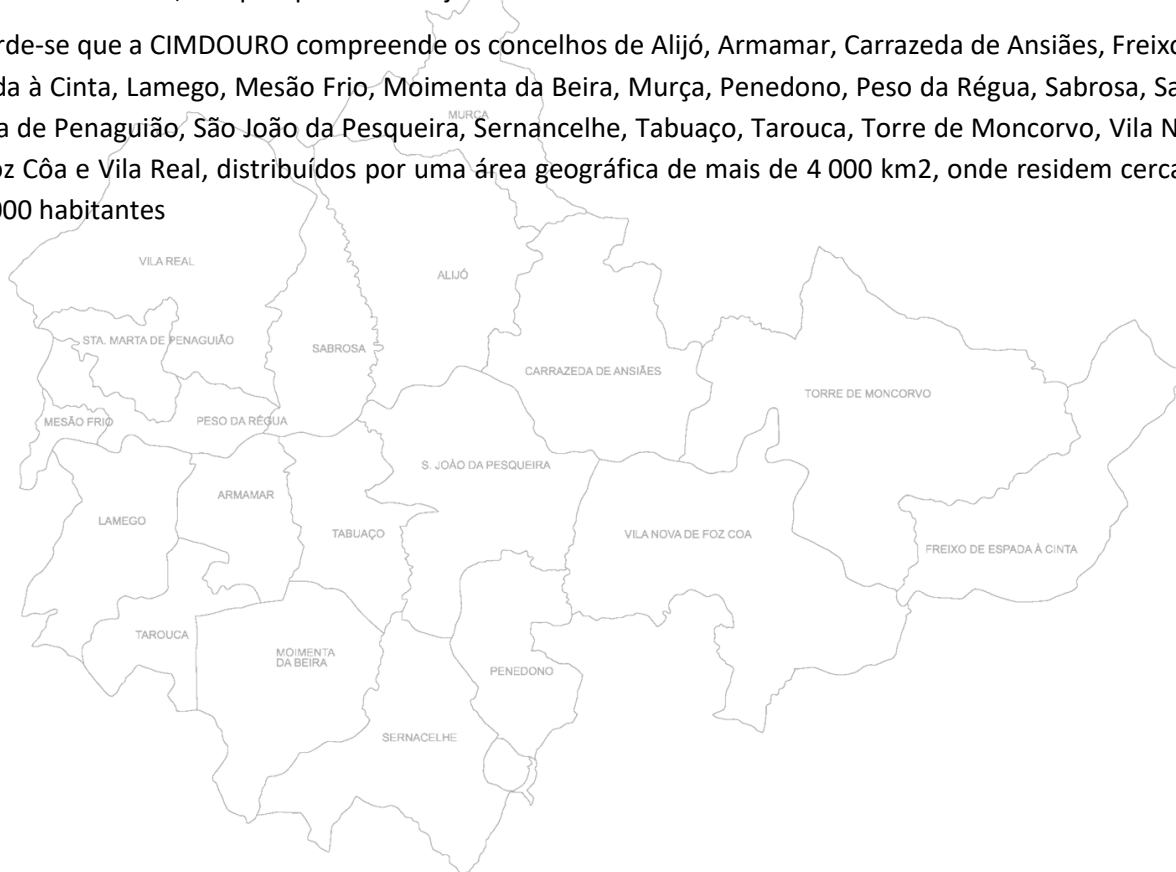 rde-se que a CIMDOURO compreende os concelhos de Alijó, Armamar, Carrazeda de Ansiães, Freixo
da à Cinta, Lamego, Mesão Frio, Moimenta da Beira, Murça, Penedono, Peso da Régua, Sabrosa, Sa
a de Penaguião, São João da Pesqueira, Sernancelhe, Tabuaço, Tarouca, Torre de Moncorvo, Vila N
oz Côa e Vila Real, distribuídos por uma área geográfica de mais de 4 000 km2, onde residem cerca
000 habitantes
MURÇA
VILA REAL
ALIJÓ
STA. MARTA DE PENAGUIÃO
SABROSA
CARRAZEDA DE ANSIÃES
TORRE DE MONCORVO
MESÃO FRIO
PESO DA RÉGUA
S. JOÃO DA PESQUEIRA
ARMAMAR
LAMEGO
TABUAÇO
VILA NOVA DE FOZ COA
FREIXO DE ESPADA À CINTA
TAROUCA
MOIMENTA
DA BEIRA
PENEDONO
SERNACELHE